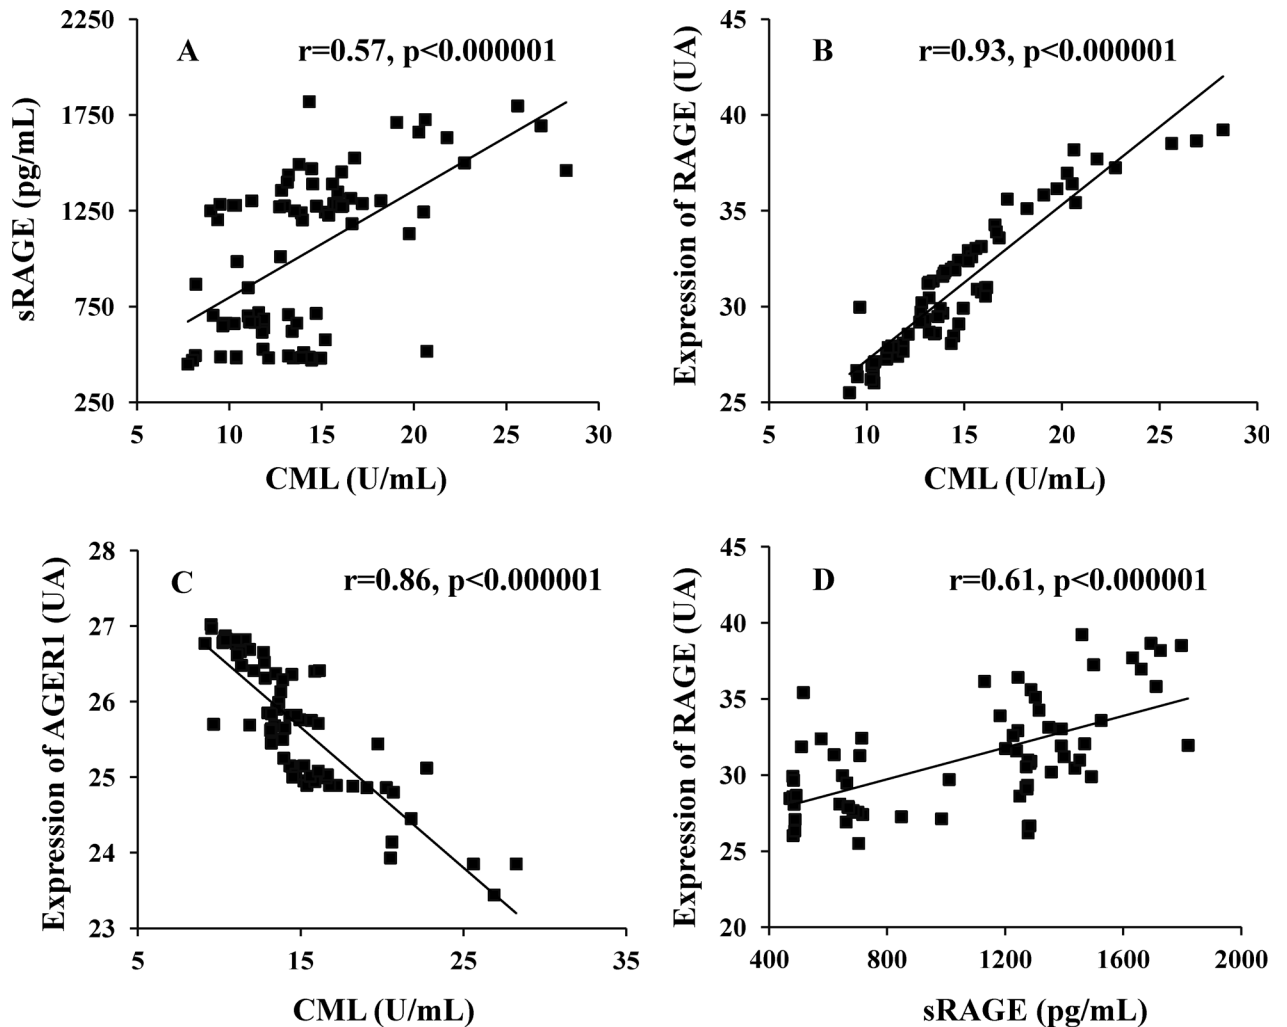 A
r=0.57, p<0.000001
sRAGE (pg/mL)
2250
1750
1250
750
250
5 10 15 20 25 30
CML (U/mL)
B
r=0.93, p<0.000001
Expression of RAGE (UA)
45
40
35
30
25
5 10 15 20 25 30
CML (U/mL)
C
r=0.86, p<0.000001
Expression of AGER1 (UA)
28
27
26
25
24
23
5 15 25 35
CML (U/mL)
D
r=0.61, p<0.000001
Expression of RAGE (UA)
45
40
35
30
25
20
400 800 1200 1600 2000
sRAGE (pg/mL)